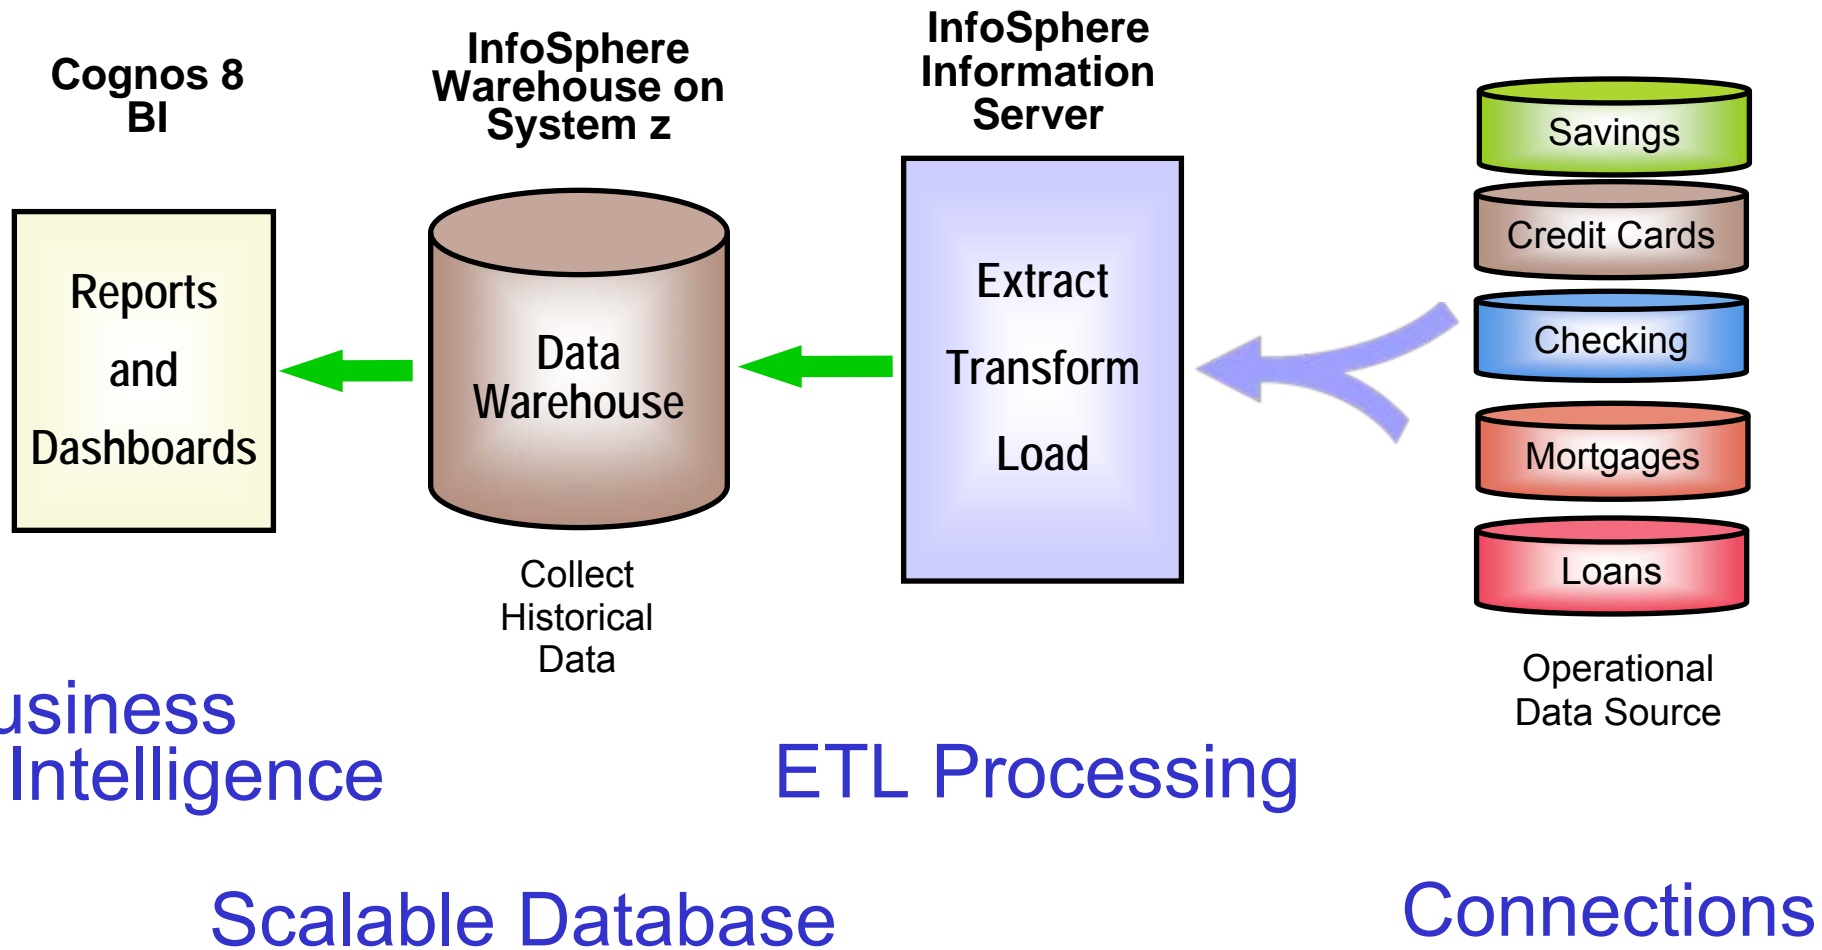 Cognos 8
BI
Reports
and
Dashboards
InfoSphere
Warehouse on
System z
Data
Warehouse
Collect
Historical
Data
InfoSphere
Information
Server
Extract
Transform
Load
Savings
Credit Cards
Checking
Mortgages
Loans
Operational
Data Source
usiness
Intelligence
ETL Processing
Scalable Database
Connections